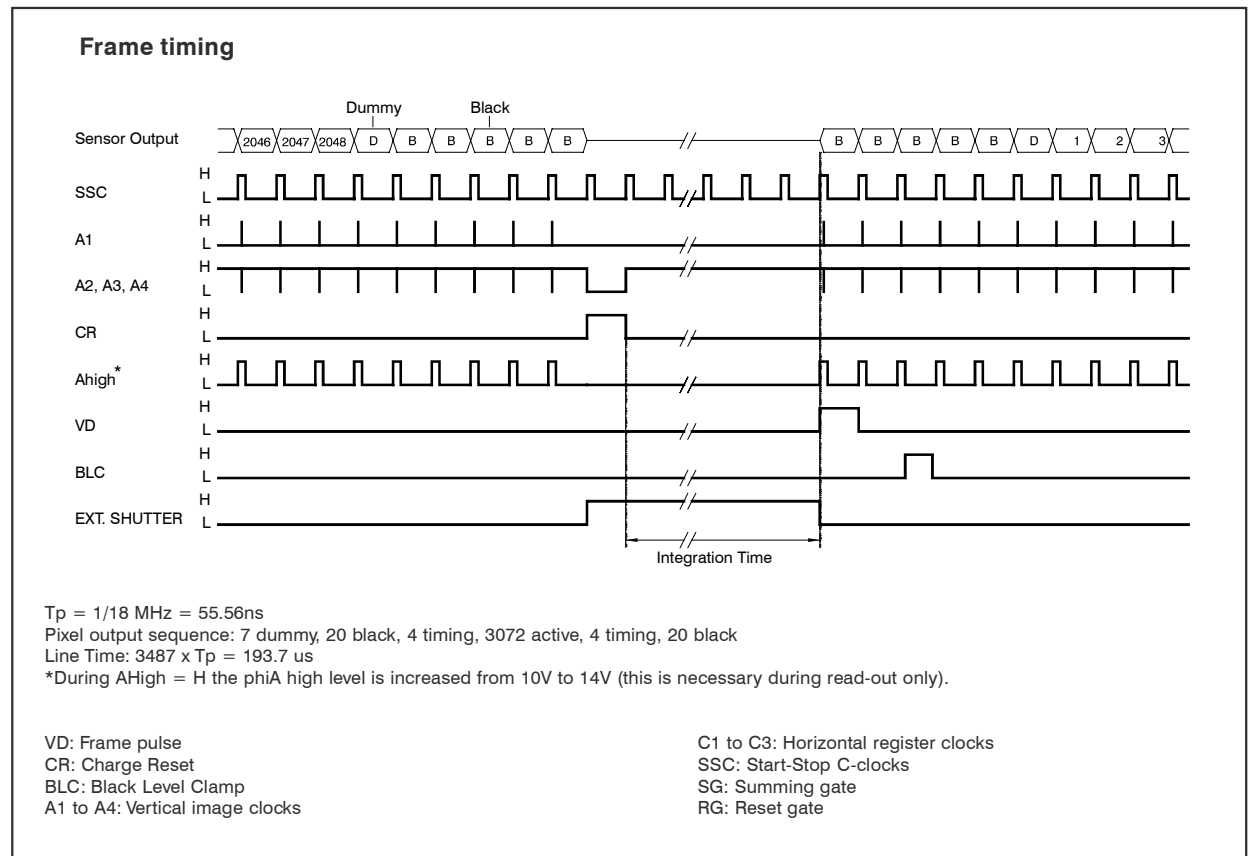 Frame timing
Dummy Black
Sensor Output 2046 2047 2048 D B B B B B B B B B B D 1 2 3
SSC H L
A1 H L
A2, A3, A4 H L
CR H L
Ahigh* H L
VD H L
BLC H L
EXT. SHUTTER H L
Integration Time
Tp = 1/18 MHz = 55.56ns
Pixel output sequence: 7 dummy, 20 black, 4 timing, 3072 active, 4 timing, 20 black
Line Time: 3487 x Tp = 193.7 us
*During AHigh = H the phiA high level is increased from 10V to 14V (this is necessary during read-out only).
VD: Frame pulse
CR: Charge Reset
BLC: Black Level Clamp
A1 to A4: Vertical image clocks
C1 to C3: Horizontal register clocks
SSC: Start-Stop C-clocks
SG: Summing gate
RG: Reset gate